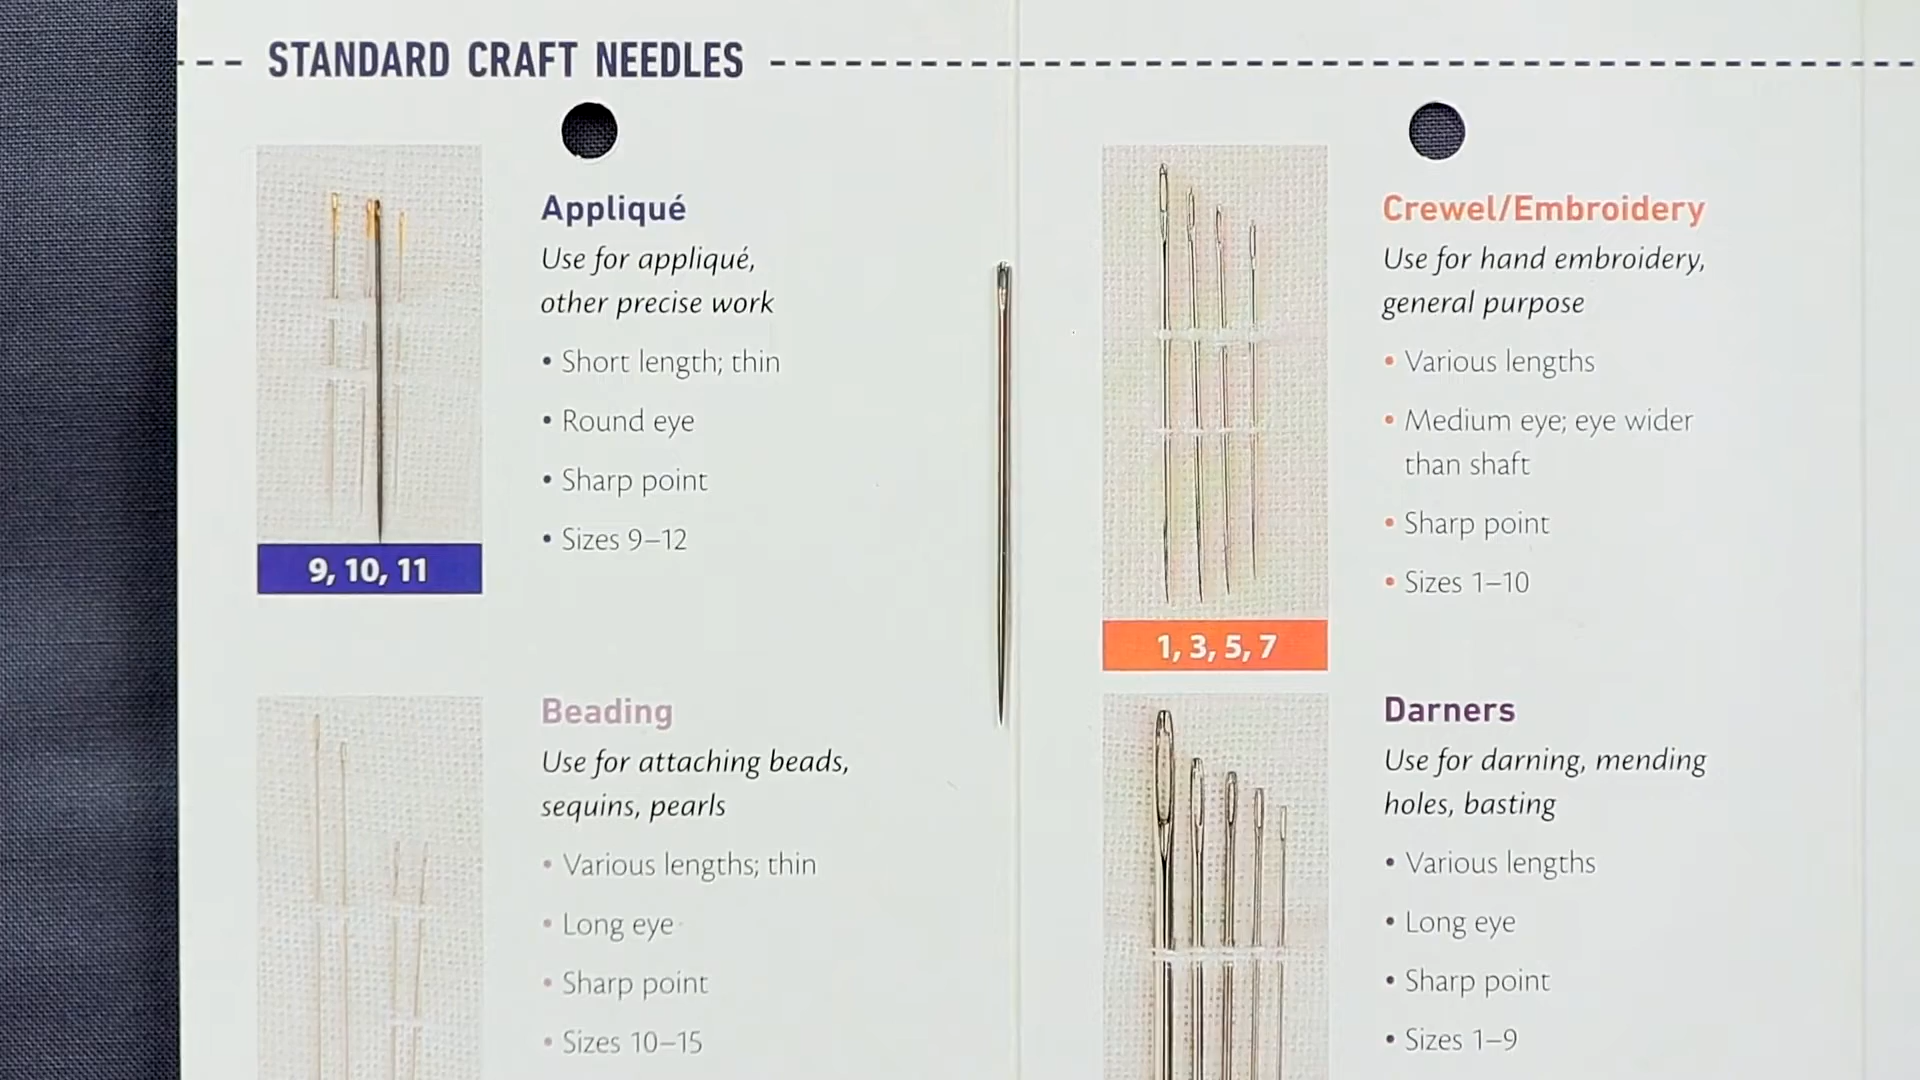 STANDARD CRAFT NEEDLES
Appliqué
Use for appliqué,
other precise work
• Short length; thin
• Round eye
• Sharp point
• Sizes 9–12
9, 10, 11
Beading
Use for attaching beads,
sequins, pearls
• Various lengths; thin
• Long eye
• Sharp point
• Sizes 10–15
Crewel/Embroidery
Use for hand embroidery,
general purpose
• Various lengths
• Medium eye; eye wider
than shaft
• Sharp point
• Sizes 1–10
1, 3, 5, 7
Darners
Use for darning, mending
holes, basting
• Various lengths
• Long eye
• Sharp point
• Sizes 1–9